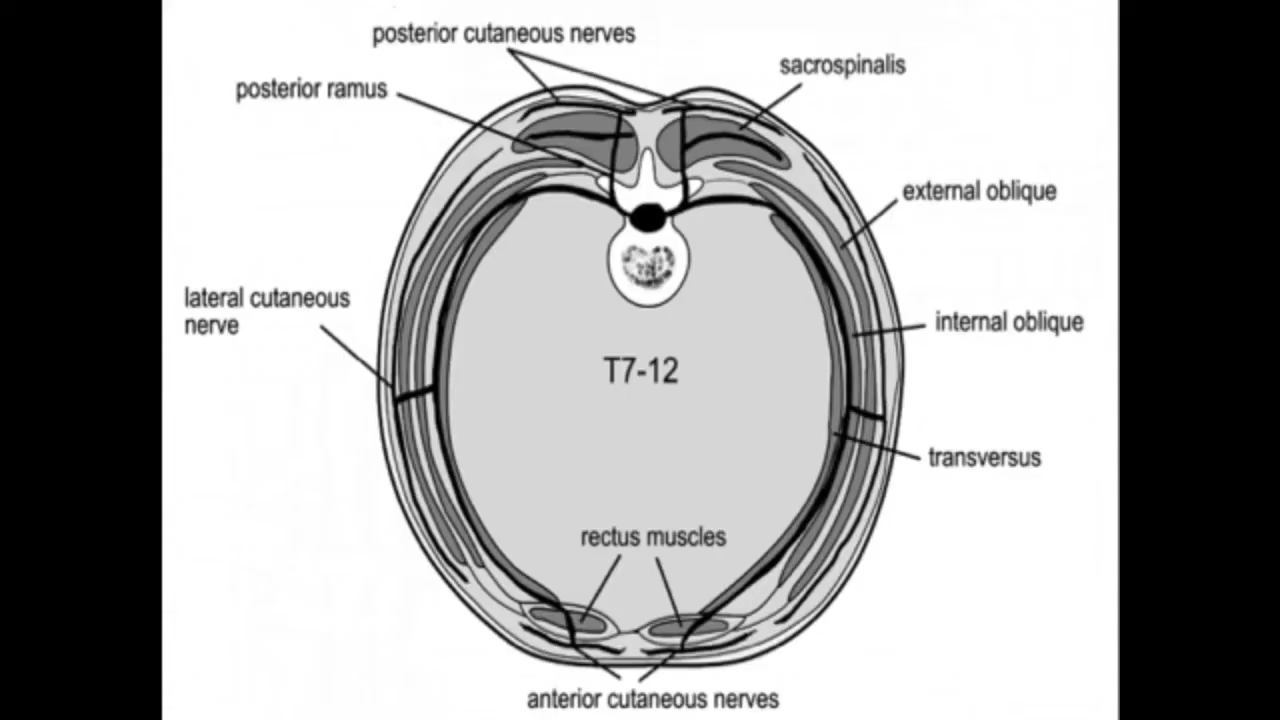 posterior cutaneous nerves
sacrospinalis
posterior ramus
external oblique
lateral cutaneous
nerve
internal oblique
T7-12
transversus
rectus muscles
anterior cutaneous nerves